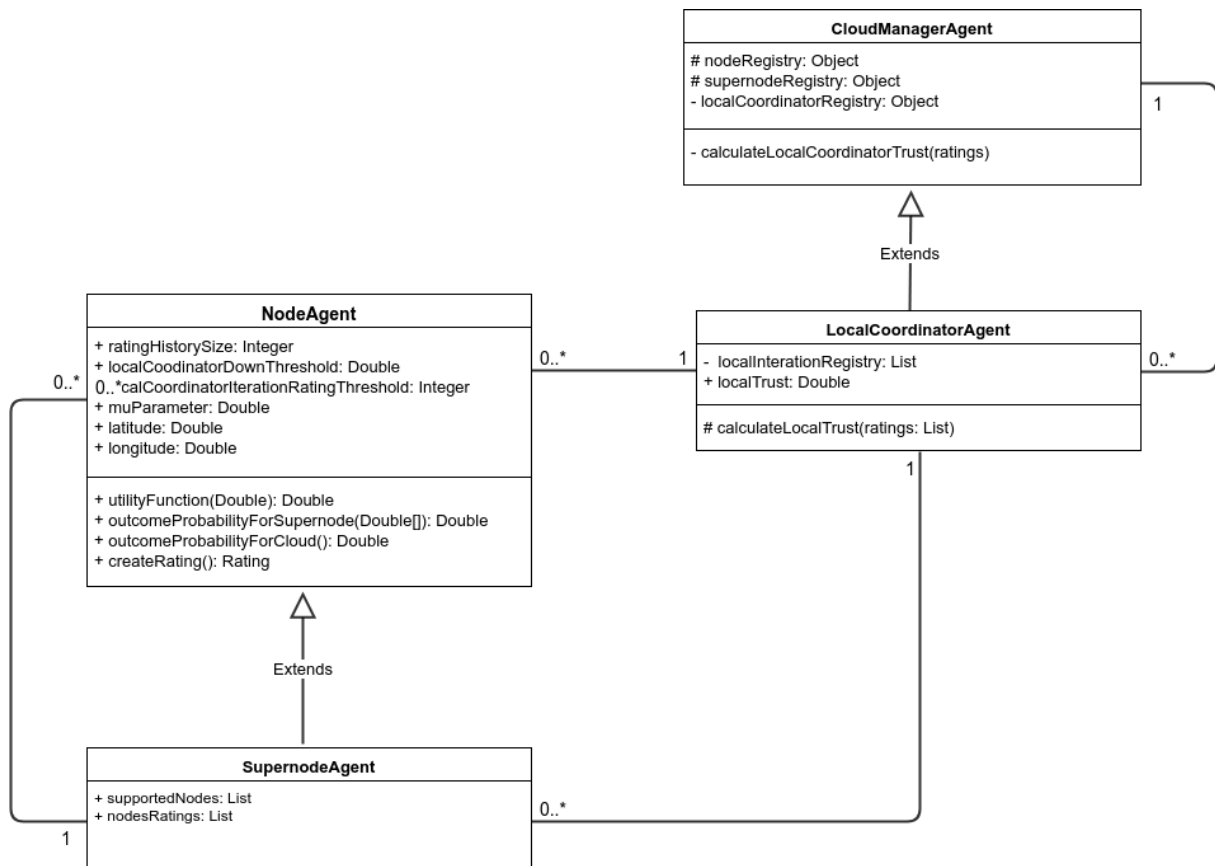 CloudManagerAgent
# nodeRegistry: Object
# supernodeRegistry: Object
- localCoordinatorRegistry: Object
1
- calculateLocalCoordinatorTrust(ratings)
Extends
NodeAgent
+ ratingHistorySize: Integer
+ localCoodinatorDownThreshold: Double
0..*calCoordinatorIterationRatingThreshold: Integer
+ muParameter: Double
+ latitude: Double
+ longitude: Double
+ utilityFunction(Double): Double
+ outcomeProbabilityForSupernode(Double[]): Double
+ outcomeProbabilityForCloud(): Double
+ createRating(): Rating
0..*
0..*
1
LocalCoordinatorAgent
- localInterationRegistry: List
+ localTrust: Double
# calculateLocalTrust(ratings: List)
0..*
1
Extends
SupernodeAgent
+ supportedNodes: List
+ nodesRatings: List
0..*
1